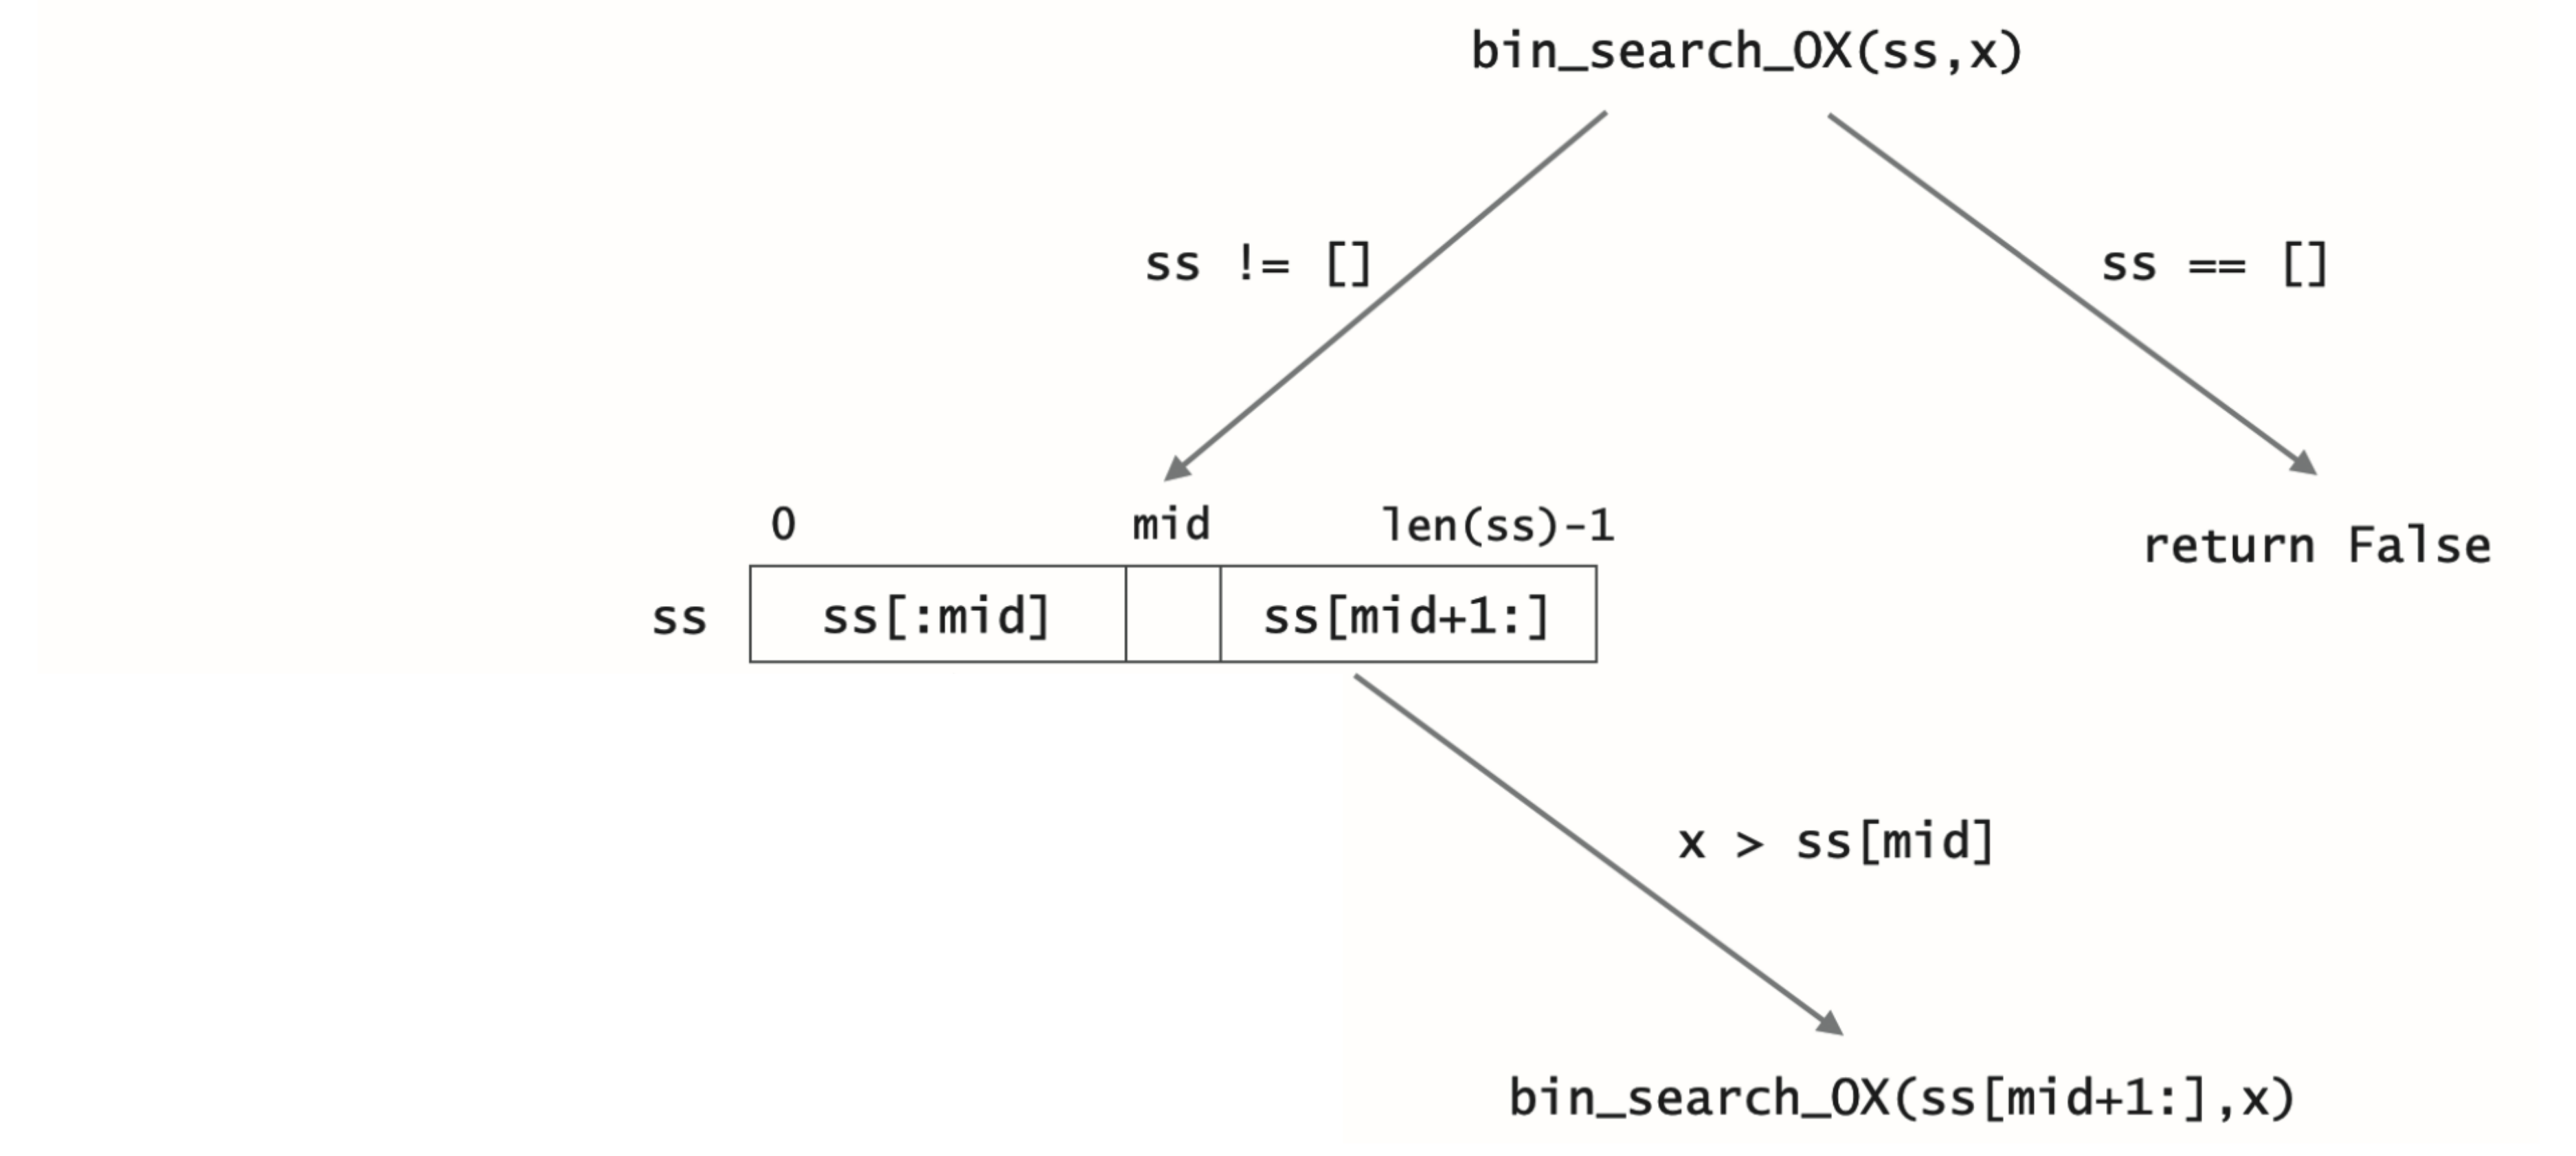 bin_search_OX(ss,x)
ss != []
ss == []
0 mid len(ss)-1
return False
ss ss[:mid] ss[mid+1:]
x > ss[mid]
bin_search_OX(ss[mid+1:],x)